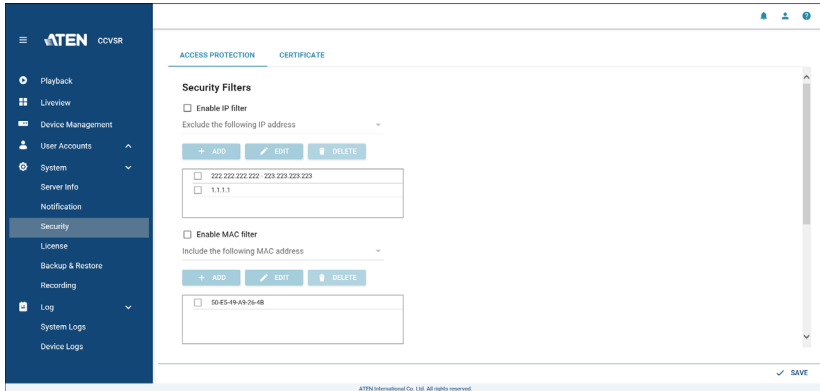 ATEN CCVSR
Playback
Liveview
Device Management
User Accounts
System
Server Info
Notification
Security
License
Backup & Restore
Recording
Log
System Logs
Device Logs
ACCESS PROTECTION CERTIFICATE
Security Filters
Enable IP filter
Exclude the following IP address
+ ADD EDIT DELETE
222.222.222.222 - 223.223.223.223
1.1.1.1
Enable MAC filter
Include the following MAC address
+ ADD EDIT DELETE
50-E5-49-A9-26-4B
SAVE
ATEN International Co., Ltd. All rights reserved.